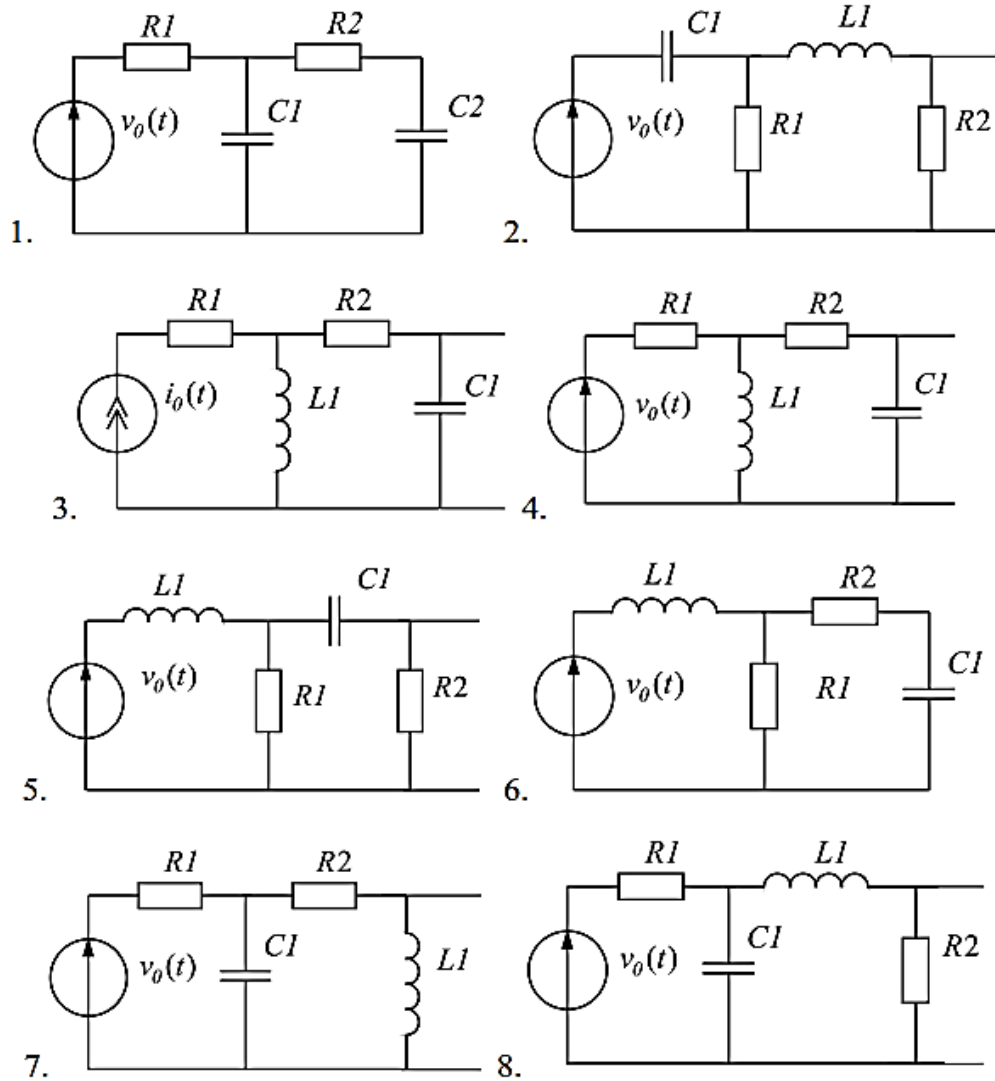 R1 R2
v0(t) C1 C2
1.
C1 L1
v0(t) R1 R2
2.
R1 R2
i0(t) L1 C1
3.
R1 R2
v0(t) L1 C1
4.
L1 C1
v0(t) R1 R2
5.
L1 R2
v0(t) R1 C1
6.
R1 R2
v0(t) C1 L1
7.
R1 L1
v0(t) C1 R2
8.